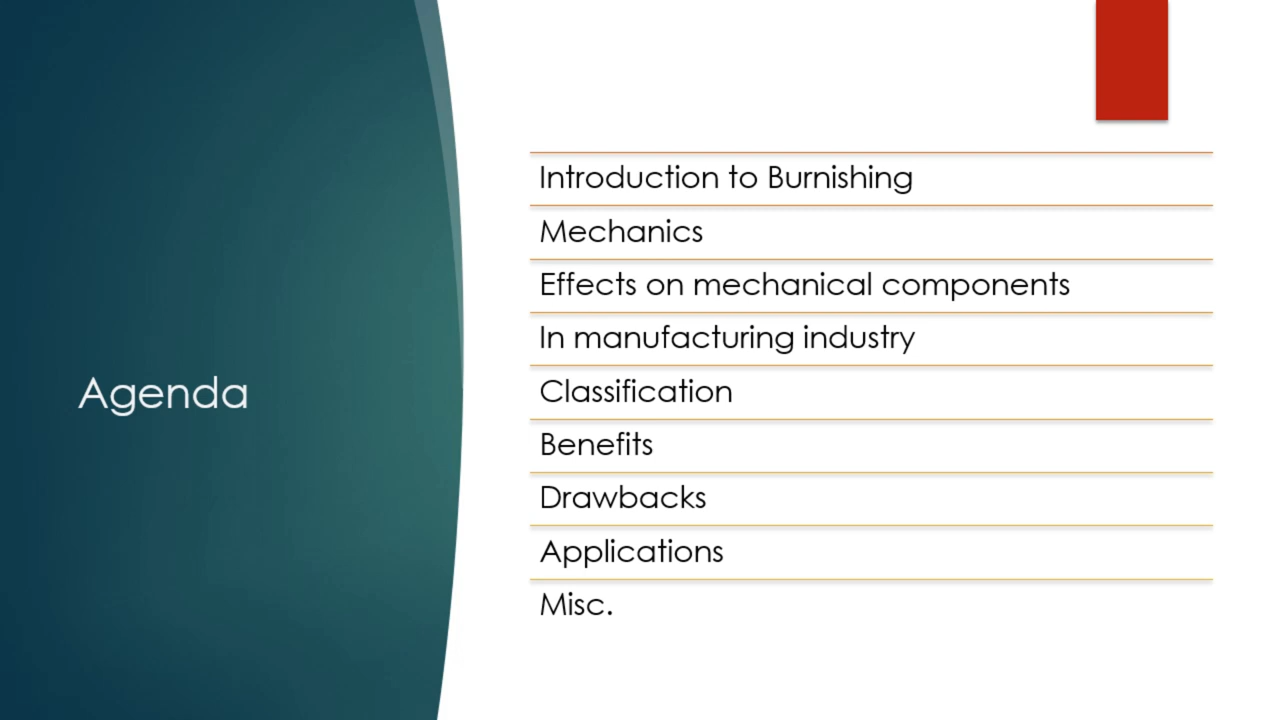 Agenda
Introduction to Burnishing
Mechanics
Effects on mechanical components
In manufacturing industry
Classification
Benefits
Drawbacks
Applications
Misc.